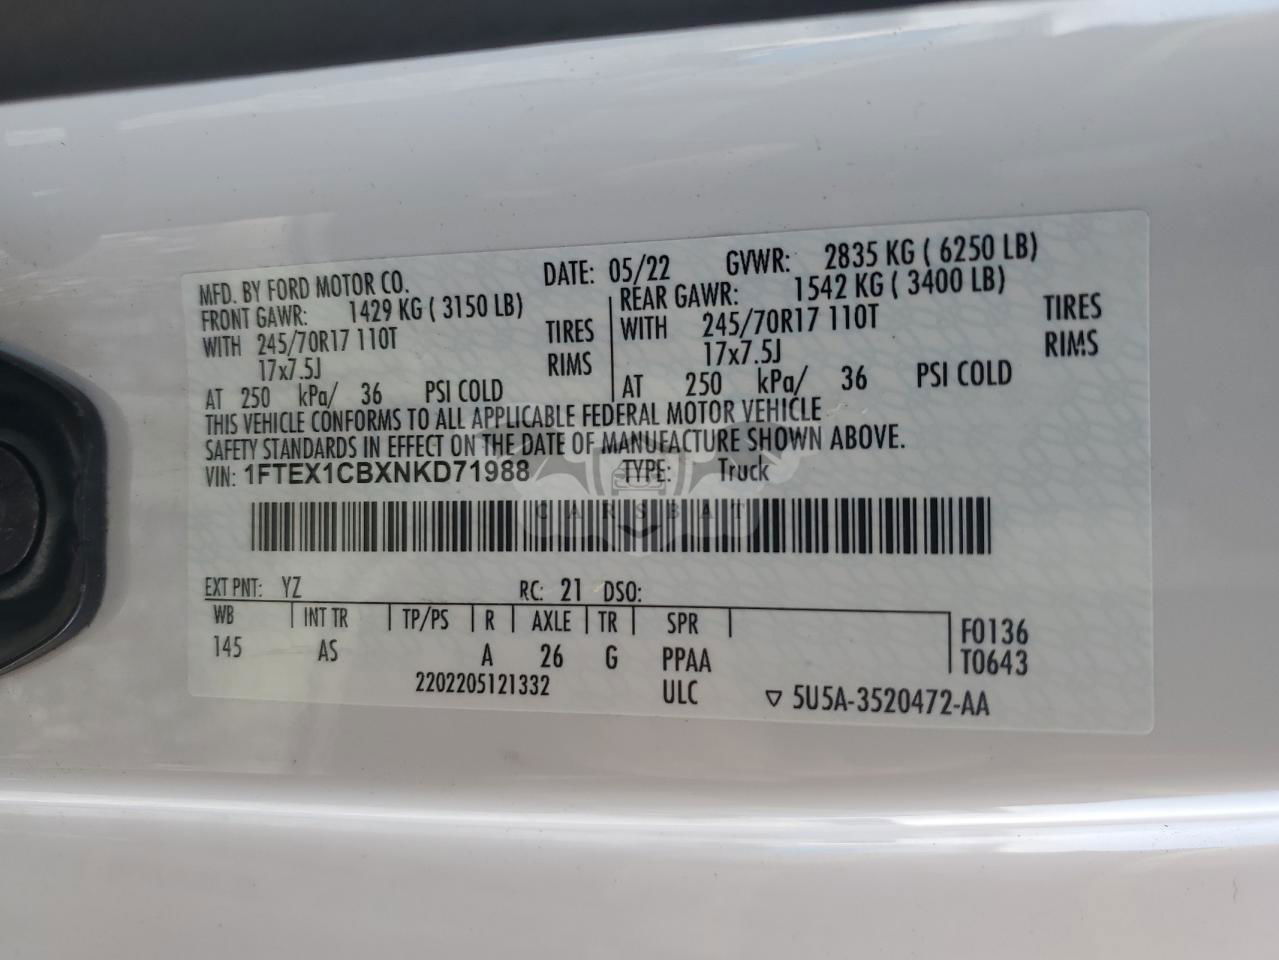 MFD. BY FORD MOTOR CO. DATE: 05/22 GVWR: 2835 KG ( 6250 LB)
FRONT GAWR: 1429 KG ( 3150 LB)
WITH 245/70R17 110T TIRES
17x7.5J RIMS
AT 250 kPa/ 36 PSI COLD
REAR GAWR: 1542 KG ( 3400 LB)
WITH 245/70R17 110T TIRES
17x7.5J RIMS
AT 250 kPa/ 36 PSI COLD
THIS VEHICLE CONFORMS TO ALL APPLICABLE FEDERAL MOTOR VEHICLE
SAFETY STANDARDS IN EFFECT ON THE DATE OF MANUFACTURE SHOWN ABOVE.
VIN: 1FTEX1CBXNKD71988 TYPE: Truck
CARSBAT
EXT PNT: YZ RC: 21 DSO:
WB INT TR TP/PS R AXLE TR SPR
145 AS A 26 G PPAA
F0136
T0643
2202205121332 ULC ▽ 5U5A-3520472-AA